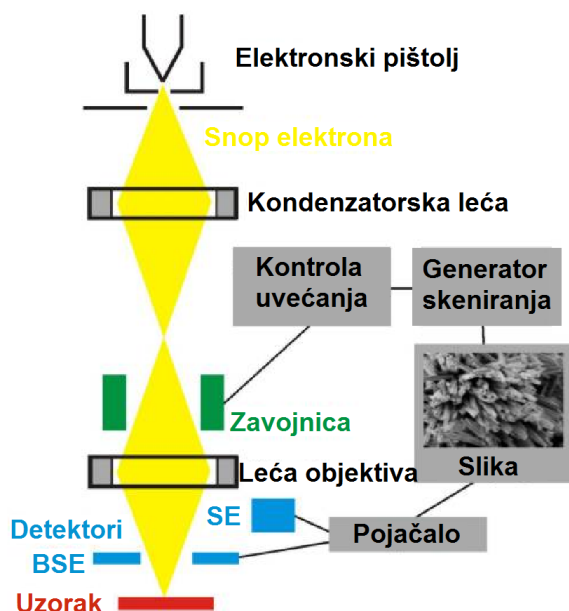 Elektronski pištolj
Snop elektrona
Kondenzatorska leća
Kontrola
uvećanja
Generator
skeniranja
Zavojnica
Slika
Leća objektiva
SE
Detektori
BSE
Pojačalo
Uzorak